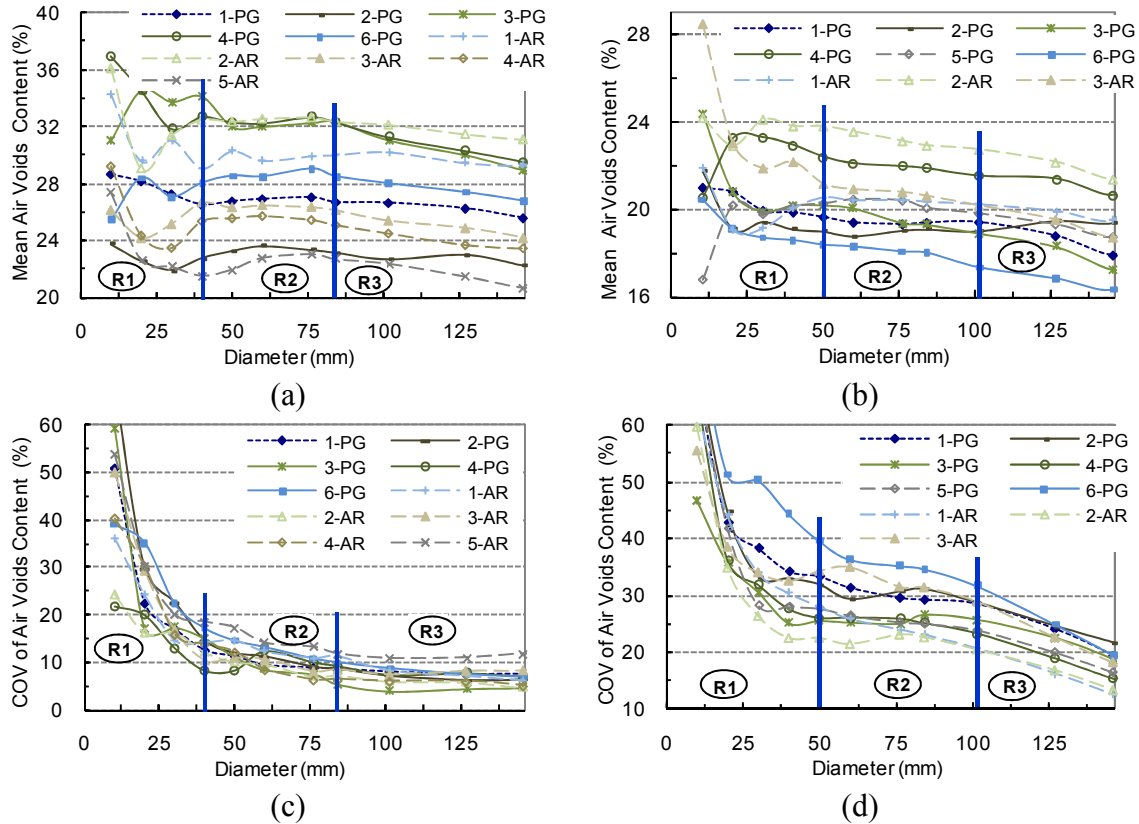 1-PG 2-PG 3-PG
4-PG 6-PG 1-AR
2-AR 3-AR 4-AR
5-AR
Mean Air Voids Content (%)
40
36
32
28
24
20
R1 R2 R3
0 25 50 75 100 125
Diameter (mm)
(a)
1-PG 2-PG 3-PG
4-PG 5-PG 6-PG
1-AR 2-AR 3-AR
Mean Air Voids Content (%)
28
24
20
16
R1 R2 R3
0 25 50 75 100 125
Diameter (mm)
(b)
1-PG 2-PG
3-PG 4-PG
6-PG 1-AR
2-AR 3-AR
4-AR 5-AR
COV of Air Voids Content (%)
60
50
40
30
20
10
0
R1 R2 R3
0 25 50 75 100 125
Diameter (mm)
(c)
1-PG 2-PG
3-PG 4-PG
5-PG 6-PG
1-AR 2-AR
3-AR
COV of Air Voids Content (%)
60
50
40
30
20
10
R1 R2 R3
0 25 50 75 100 125
Diameter (mm)
(d)